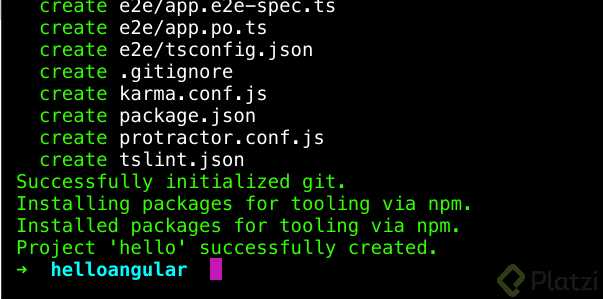 create e2e/app.e2e-spec.ts
create e2e/app.po.ts
create e2e/tsconfig.json
create .gitignore
create karma.conf.js
create package.json
create protractor.conf.js
create tslint.json
Successfully initialized git.
Installing packages for tooling via npm.
Installed packages for tooling via npm.
Project 'hello' successfully created.
→ helloangular
Platzi